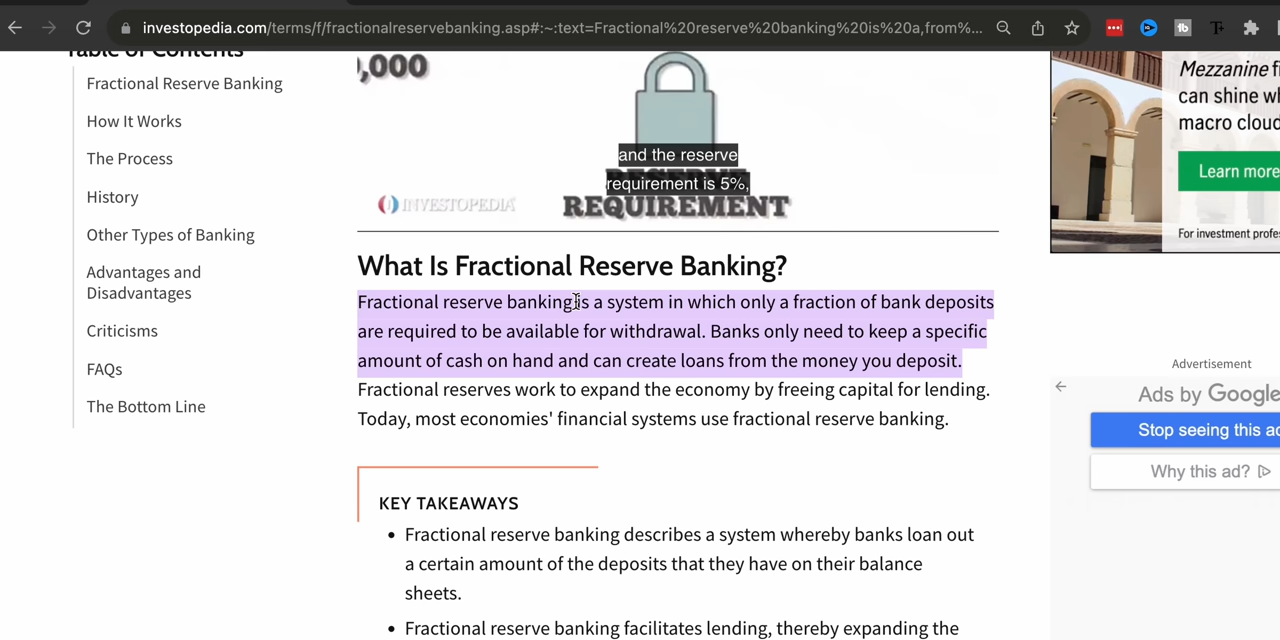 investopedia.com/terms/f/fractionalreservebanking.asp#:~:text=Fractional%20reserve%20banking%20is%20a,from%...
Table of Contents
Fractional Reserve Banking
How It Works
The Process
History
Other Types of Banking
Advantages and
Disadvantages
Criticisms
FAQs
The Bottom Line
,000
and the reserve
requirement is 5%,
REQUIREMENT
INVESTOPEDIA
What Is Fractional Reserve Banking?
Fractional reserve banking is a system in which only a fraction of bank deposits
are required to be available for withdrawal. Banks only need to keep a specific
amount of cash on hand and can create loans from the money you deposit.
Fractional reserves work to expand the economy by freeing capital for lending.
Today, most economies' financial systems use fractional reserve banking.
KEY TAKEAWAYS
• Fractional reserve banking describes a system whereby banks loan out
a certain amount of the deposits that they have on their balance
sheets.
• Fractional reserve banking facilitates lending, thereby expanding the
Mezzanine fi
can shine wh
macro cloud
Learn more
For investment profes
Advertisement
Ads by Google
Stop seeing this ad
Why this ad?